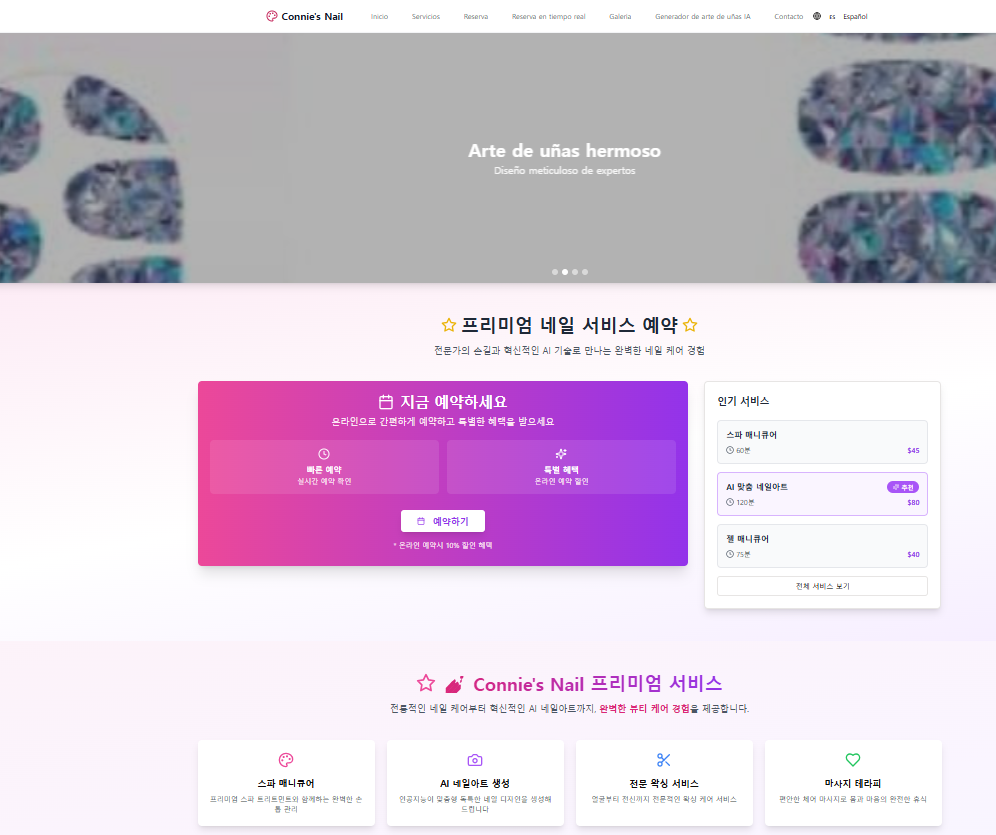 Connie's Nail
Inicio
Servicios
Reserva
Reserva en tiempo real
Galería
Generador de arte de uñas IA
Contacto
ES
Español
Arte de uñas hermoso
Diseño meticuloso de expertos
프리미엄 네일 서비스 예약
전문가의 손길과 혁신적인 AI 기술로 만나는 완벽한 네일 케어 경험
지금 예약하세요
온라인으로 간편하게 예약하고 특별한 혜택을 받으세요
빠른 예약
실시간 예약 확인
특별 혜택
온라인 예약 할인
예약하기
* 온라인 예약시 10% 할인 혜택
인기 서비스
스파 매니큐어
60분
$45
AI 맞춤 네일아트
추천
120분
$80
젤 매니큐어
75분
$40
전체 서비스 보기
Connie's Nail 프리미엄 서비스
전통적인 네일 케어부터 혁신적인 AI 네일아트까지, 완벽한 뷰티 케어 경험을 제공합니다.
스파 매니큐어
프리미엄 스파 트리트먼트와 함께하는 완벽한 손
톱 관리
AI 네일아트 생성
인공지능이 맞춤형 독특한 네일 디자인을 생성해
드립니다
전문 왁싱 서비스
얼굴부터 전신까지 전문적인 왁싱 케어 서비스
마사지 테라피
편안한 체어 마사지로 몸과 마음의 완전한 휴식